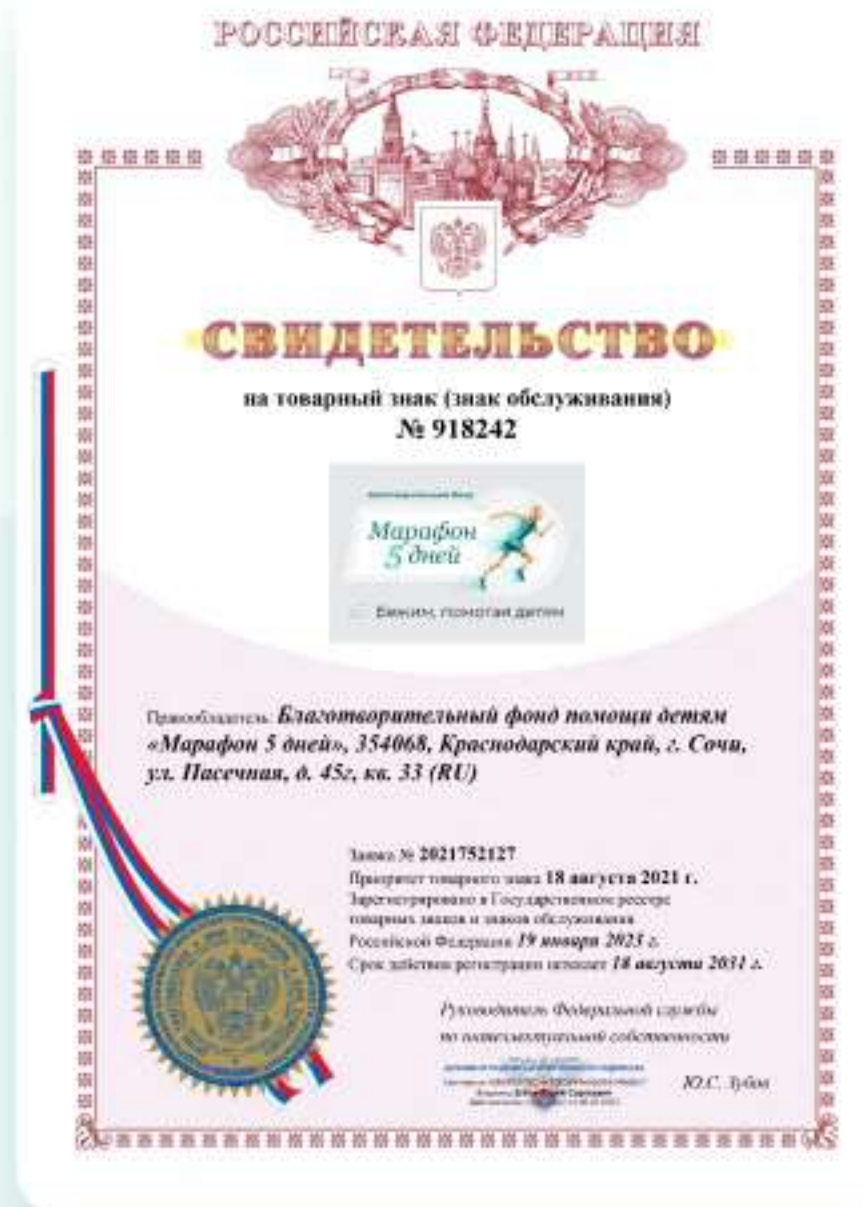 РОССИЙСКАЯ ФЕДЕРАЦИЯ
СВИДЕТЕЛЬСТВО
на товарный знак (знак обслуживания)
№ 918242
Марафон
5 дней
Бежим, помогая детям
Правообладатель: Благотворительный фонд помощи детям
«Марафон 5 дней», 354068, Краснодарский край, г. Сочи,
ул. Пасечная, д. 45г, кв. 33 (RU)
Заявка № 2021752127
Приоритет товарного знака 18 августа 2021 г.
Зарегистрировано в Государственном реестре
товарных знаков и знаков обслуживания
Российской Федерации 19 января 2023 г.
Срок действия регистрации истекает 18 августа 2031 г.
Руководитель Федеральной службы
по интеллектуальной собственности
Ю.С. Зубов